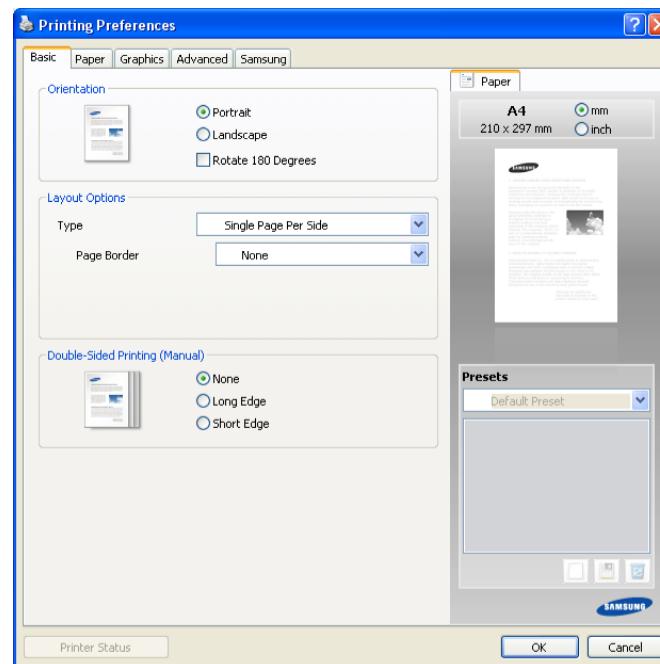 Printing Preferences
Basic Paper Graphics Advanced Samsung
Orientation
Portrait
Landscape
Rotate 180 Degrees
Layout Options
Type Single Page Per Side
Page Border None
Double-Sided Printing (Manual)
None
Long Edge
Short Edge
Paper
A4 mm
210 x 297 mm inch
SAMSUNG
Presets
Default Preset
SAMSUNG
Printer Status OK Cancel